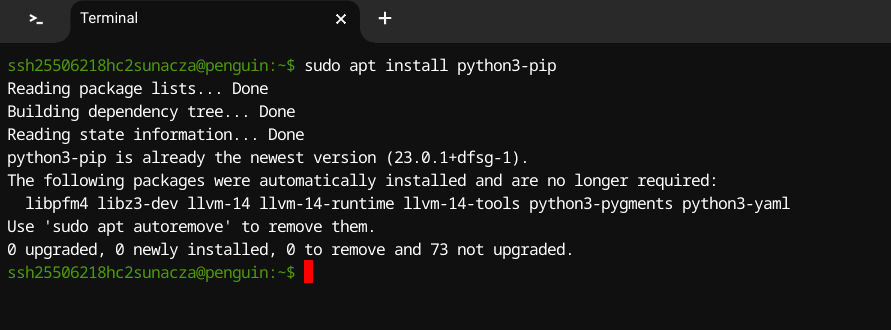 >_ Terminal × +
ssh25506218hc2sunacza@penguin:~$ sudo apt install python3-pip
Reading package lists... Done
Building dependency tree... Done
Reading state information... Done
python3-pip is already the newest version (23.0.1+dfsg-1).
The following packages were automatically installed and are no longer required:
  libpfm4 libz3-dev llvm-14 llvm-14-runtime llvm-14-tools python3-pygments python3-yaml
Use 'sudo apt autoremove' to remove them.
0 upgraded, 0 newly installed, 0 to remove and 73 not upgraded.
ssh25506218hc2sunacza@penguin:~$